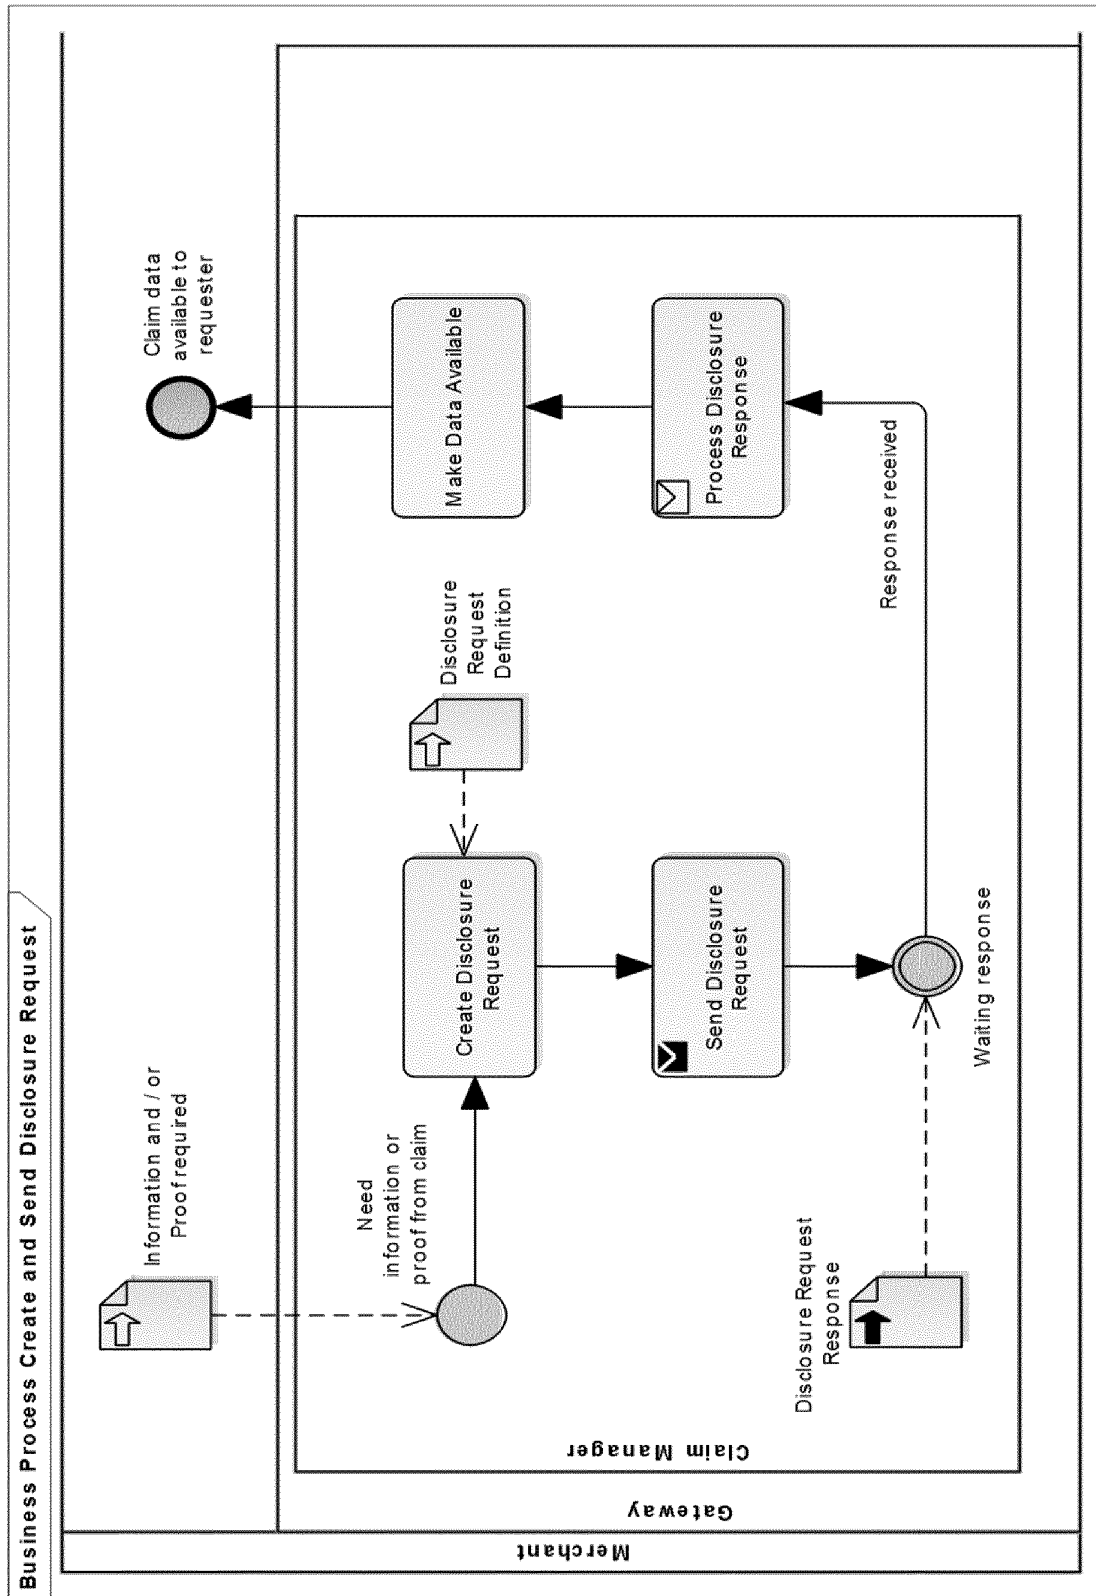 Business Process Create and Send Disclosure Request
Merchant
Gateway
Claim Manager
Information and / or
Proof required
Need
information or
proof from claim
Create Disclosure
Request
Disclosure
Request
Definition
Send Disclosure
Request
Disclosure Request
Response
Waiting response
Response received
Process Disclosure
Response
Make Data Available
Claim data
available to
requester